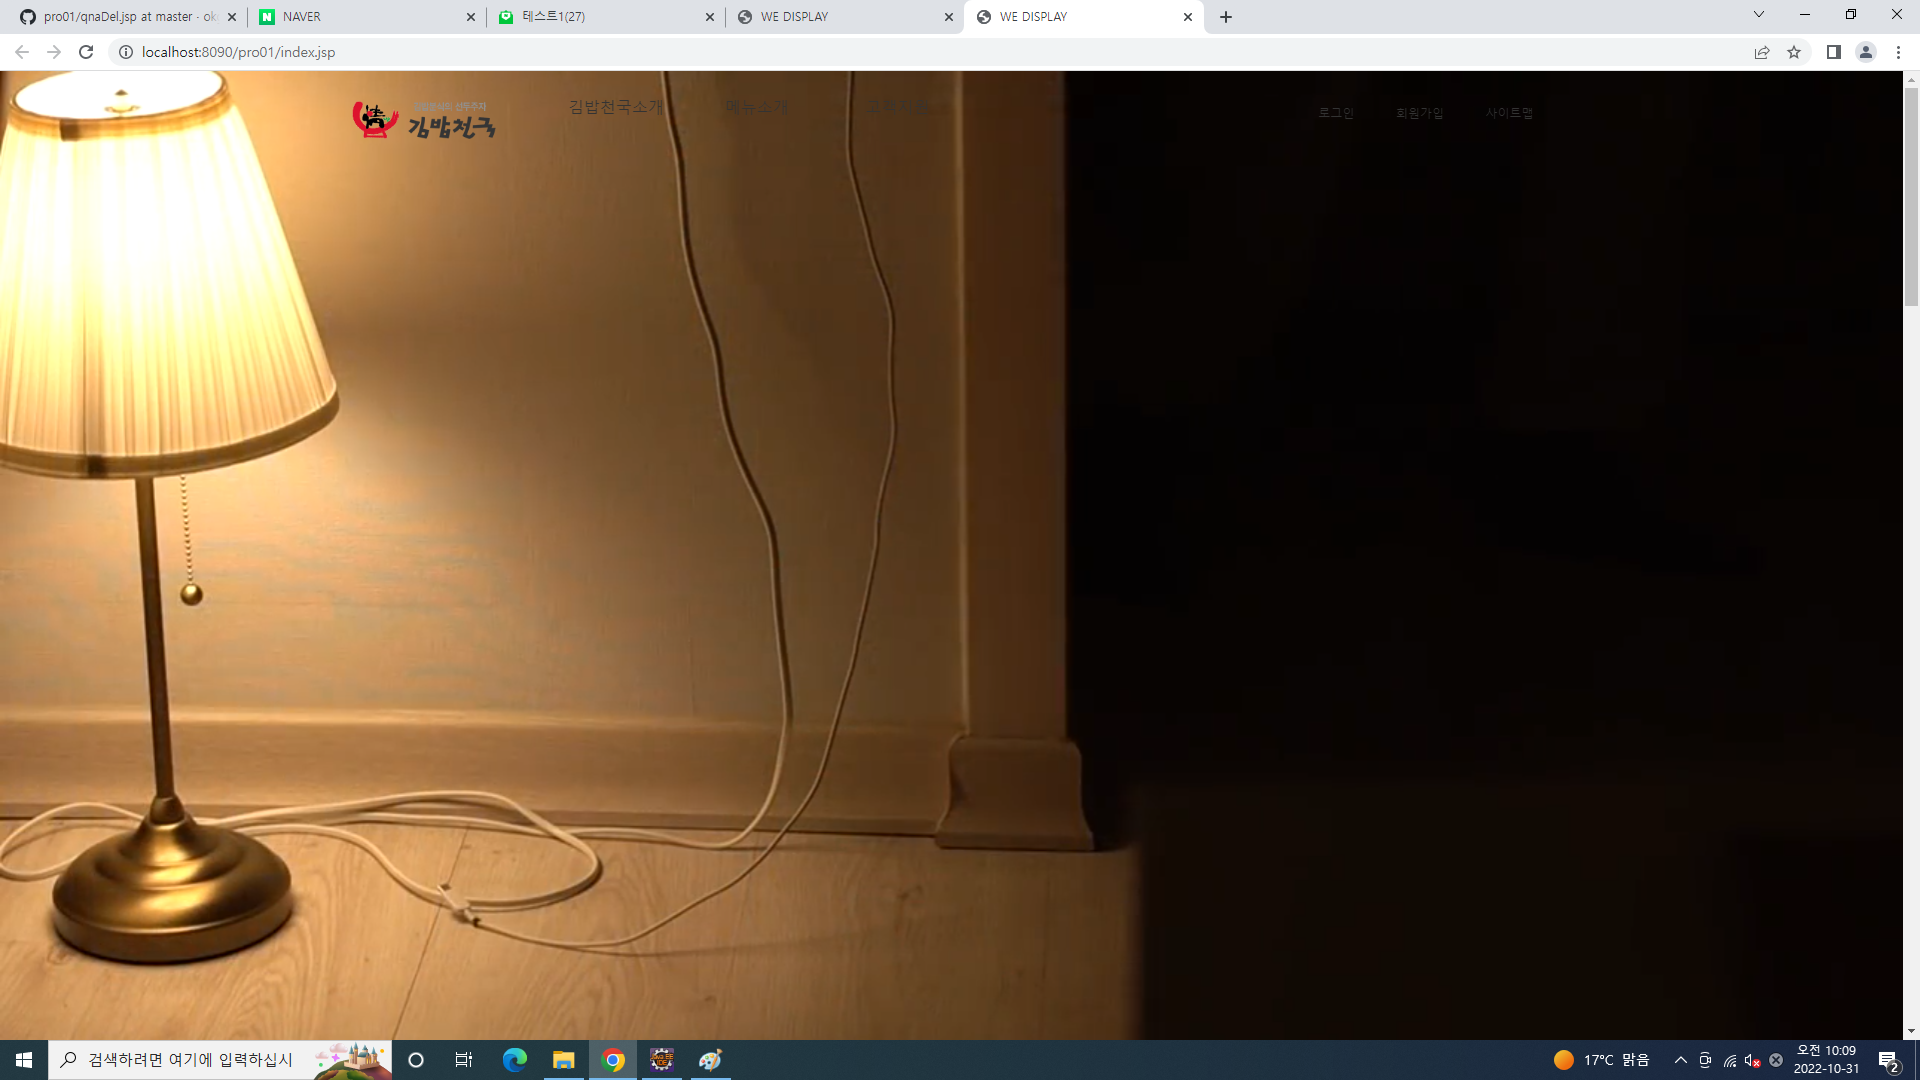 pro01/qnaDel.jsp at master · ok
NAVER
테스트1(27)
WE DISPLAY
WE DISPLAY
localhost:8090/pro01/index.jsp
김밥천국
김밥천국소개
메뉴소개
로그인
회원가입
사이트맵
검색하려면 여기에 입력하십시
17°C 맑음
오전 10:09
2022-10-31
2